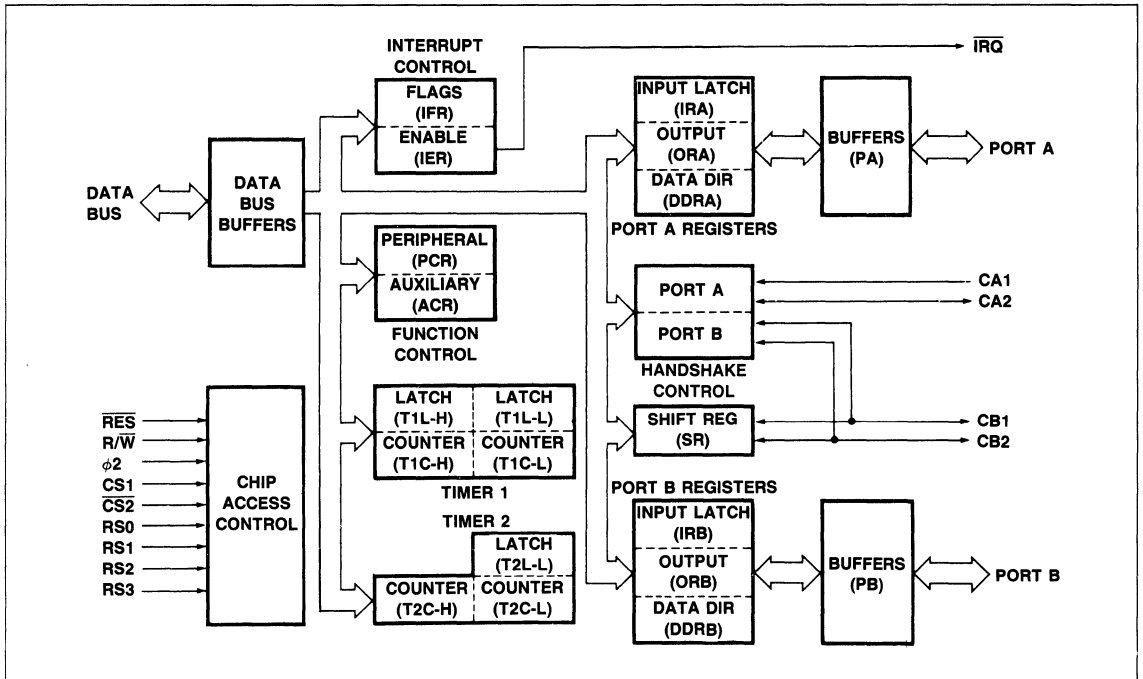 INTERRUPT
CONTROL
FLAGS
(IFR)
ENABLE
(IER)
IRQ
DATA
BUS
DATA
BUS
BUFFERS
INPUT LATCH
(IRA)
OUTPUT
(ORA)
DATA DIR
(DDRA)
PORT A REGISTERS
BUFFERS
(PA)
PORT A
PERIPHERAL
(PCR)
AUXILIARY
(ACR)
FUNCTION
CONTROL
PORT A
PORT B
HANDSHAKE
CONTROL
CA1
CA2
RES
R/W
φ2
CS1
CS2
RS0
RS1
RS2
RS3
CHIP
ACCESS
CONTROL
LATCH
(T1L-H)
LATCH
(T1L-L)
COUNTER
(T1C-H)
COUNTER
(T1C-L)
TIMER 1
SHIFT REG
(SR)
CB1
CB2
TIMER 2
LATCH
(T2L-L)
COUNTER
(T2C-H)
COUNTER
(T2C-L)
PORT B REGISTERS
INPUT LATCH
(IRB)
OUTPUT
(ORB)
DATA DIR
(DDRB)
BUFFERS
(PB)
PORT B